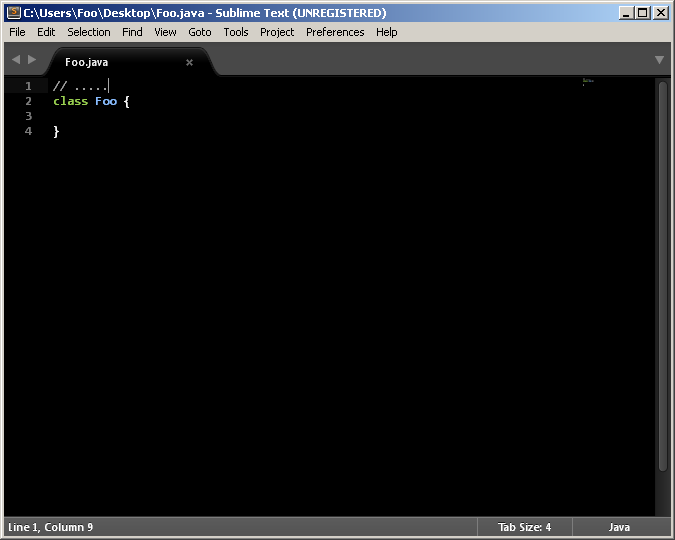 C:\Users\Foo\Desktop\Foo.java - Sublime Text (UNREGISTERED)
File Edit Selection Find View Goto Tools Project Preferences Help
Foo.java
1 // .....
2 class Foo {
3
4 }
Line 1, Column 9 Tab Size: 4 Java